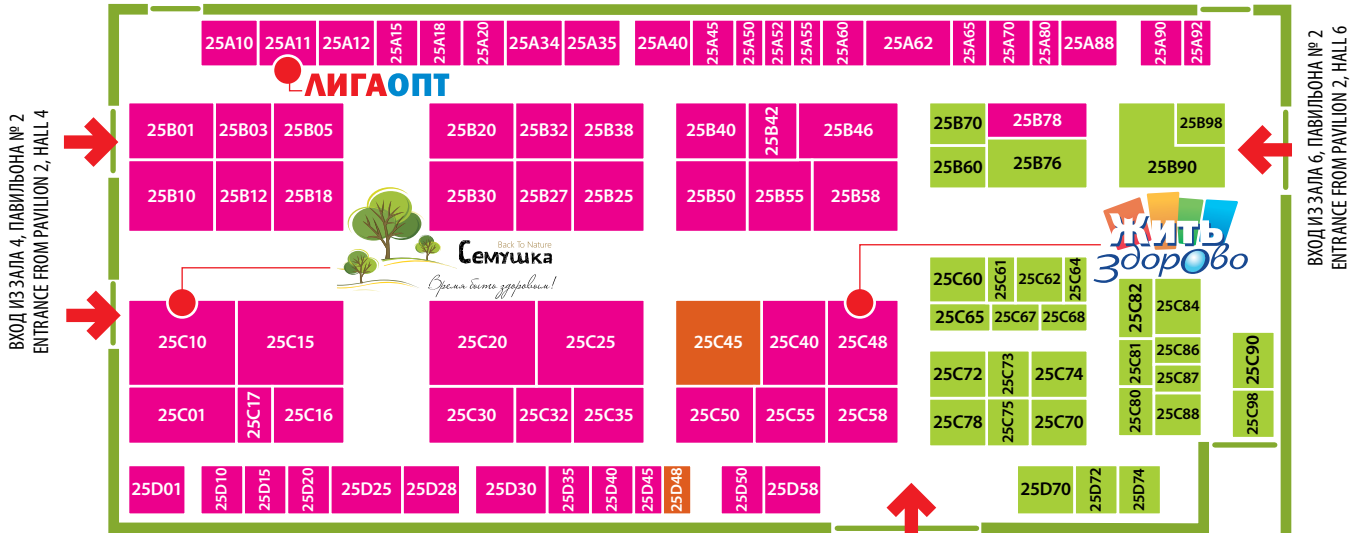 25A10 25A11 25A12 25A15 25A18 25A20 25A34 25A35 25A40 25A45 25A50 25A52 25A55 25A60 25A62 25A65 25A70 25A80 25A88 25A90 25A92
ЛИГАОПТ
ВХОД ИЗ ЗАЛА 4, ПАВИЛЬОНА № 2
ENTRANCE FROM PAVILION 2, HALL 4
ВХОД ИЗ ЗАЛА 6, ПАВИЛЬОНА № 2
ENTRANCE FROM PAVILION 2, HALL 6
25B01 25B03 25B05 25B20 25B32 25B38 25B40 25B42 25B46 25B70 25B78 25B98
25B60 25B76 25B90
25B10 25B12 25B18 25B30 25B27 25B25 25B50 25B55 25B58
Back To Nature
Семушка
Время быть здоровым!
Жить
здорово
25C60 25C61 25C62 25C64
25C65 25C67 25C68
25C82 25C84
25C10 25C15 25C20 25C25 25C45 25C40 25C48
25C81 25C86 25C90
25C72 25C73 25C74
25C87
25C01 25C17 25C16 25C30 25C32 25C35 25C50 25C55 25C58
25C78 25C75 25C70 25C80 25C88 25C98
25D01 25D10 25D15 25D20 25D25 25D28 25D30 25D35 25D40 25D45 25D48 25D50 25D58 25D70 25D72 25D74